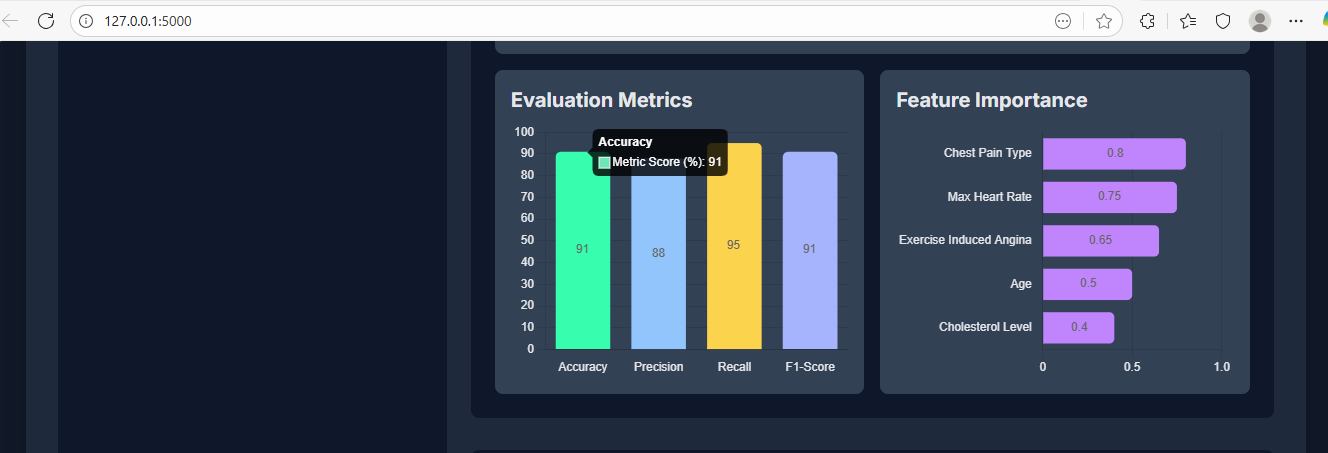 127.0.0.1:5000
Evaluation Metrics
100
90
80
70
60
50
40
30
20
10
0
Accuracy
Metric Score (%): 91
91
88
95
91
Accuracy
Precision
Recall
F1-Score
Feature Importance
Chest Pain Type
0.8
Max Heart Rate
0.75
Exercise Induced Angina
0.65
Age
0.5
Cholesterol Level
0.4
0
0.5
1.0